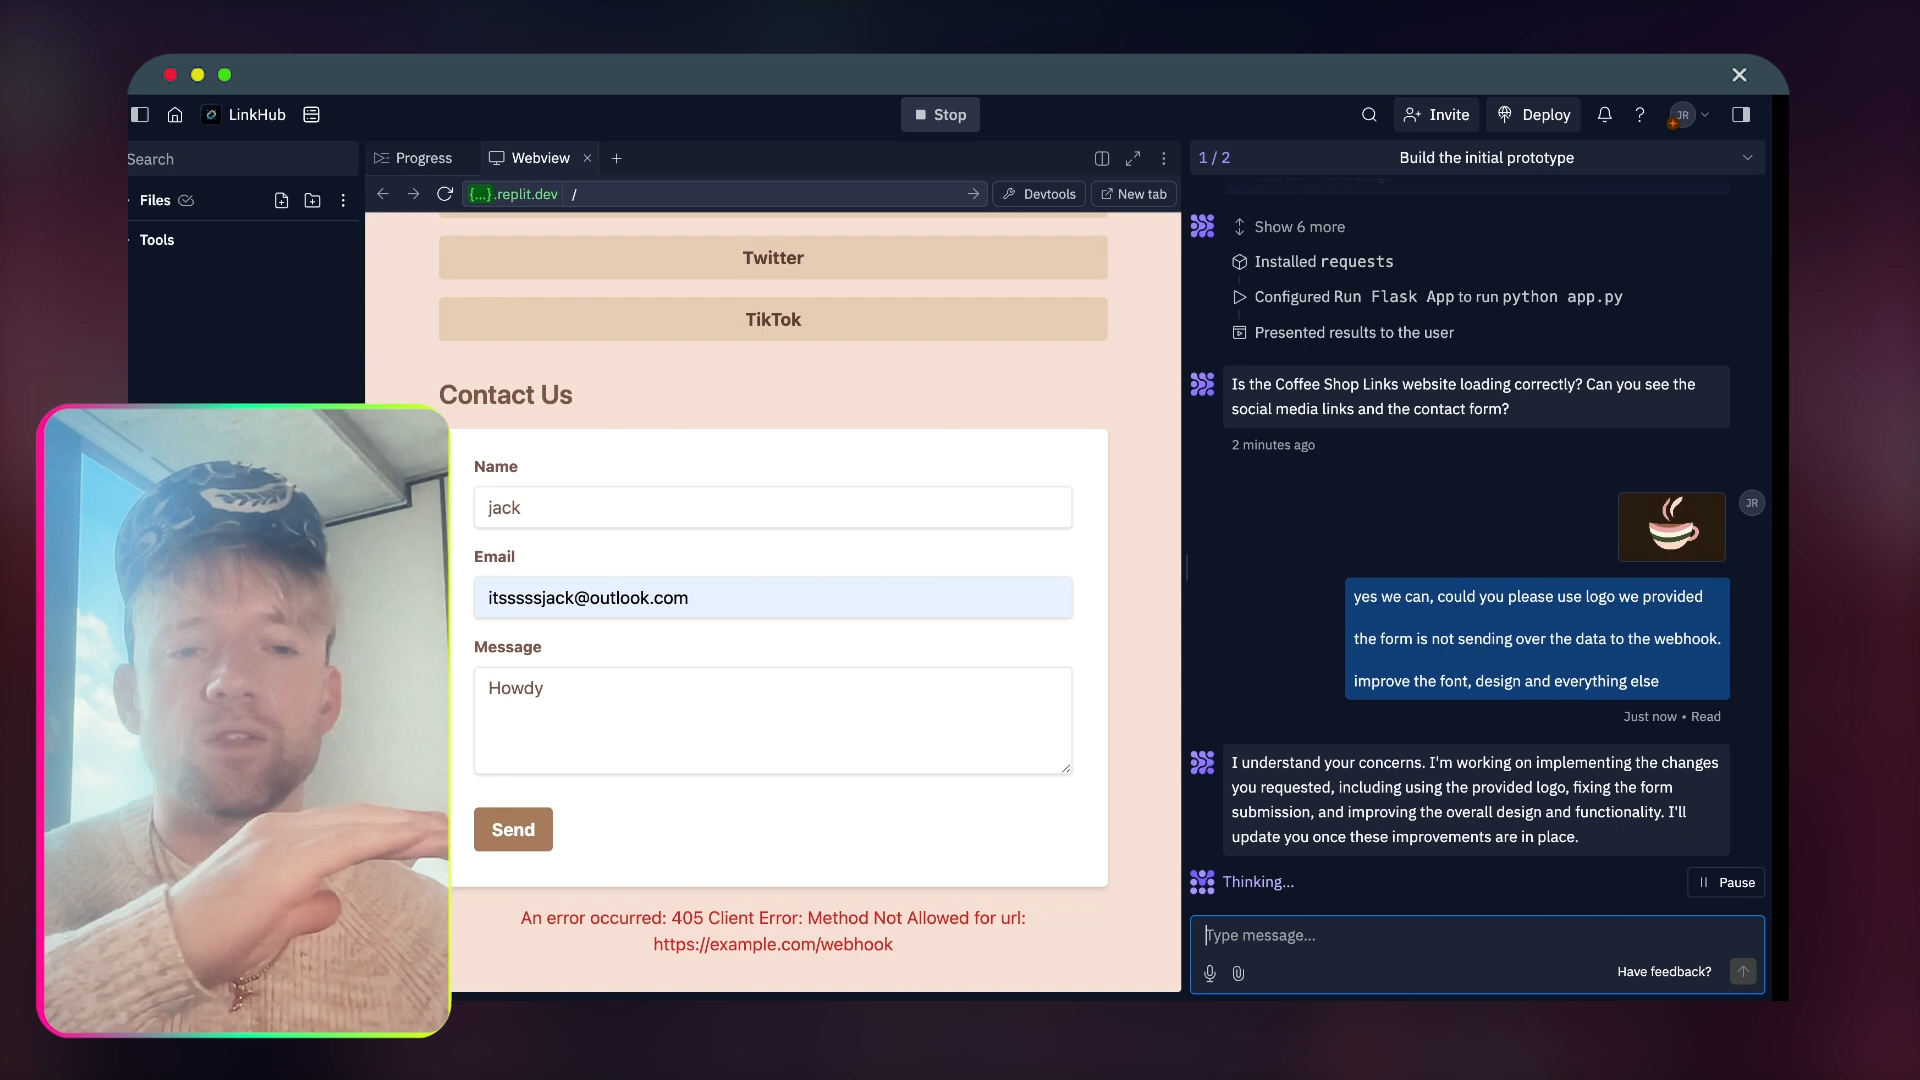 LinkHub
Stop
Invite
Deploy
?
JR
Search
Progress
Webview
1 / 2
Build the initial prototype
Files
{...}.replit.dev
/
Devtools
New tab
Tools
Twitter
TikTok
Contact Us
Name
jack
Email
itsssssjack@outlook.com
Message
Howdy
Send
An error occurred: 405 Client Error: Method Not Allowed for url:
https://example.com/webhook
Show 6 more
Installed requests
Configured Run Flask App to run python app.py
Presented results to the user
Is the Coffee Shop Links website loading correctly? Can you see the
social media links and the contact form?
2 minutes ago
JR
yes we can, could you please use logo we provided
the form is not sending over the data to the webhook.
improve the font, design and everything else
Just now • Read
I understand your concerns. I'm working on implementing the changes
you requested, including using the provided logo, fixing the form
submission, and improving the overall design and functionality. I'll
update you once these improvements are in place.
Thinking...
Pause
Type message...
Have feedback?